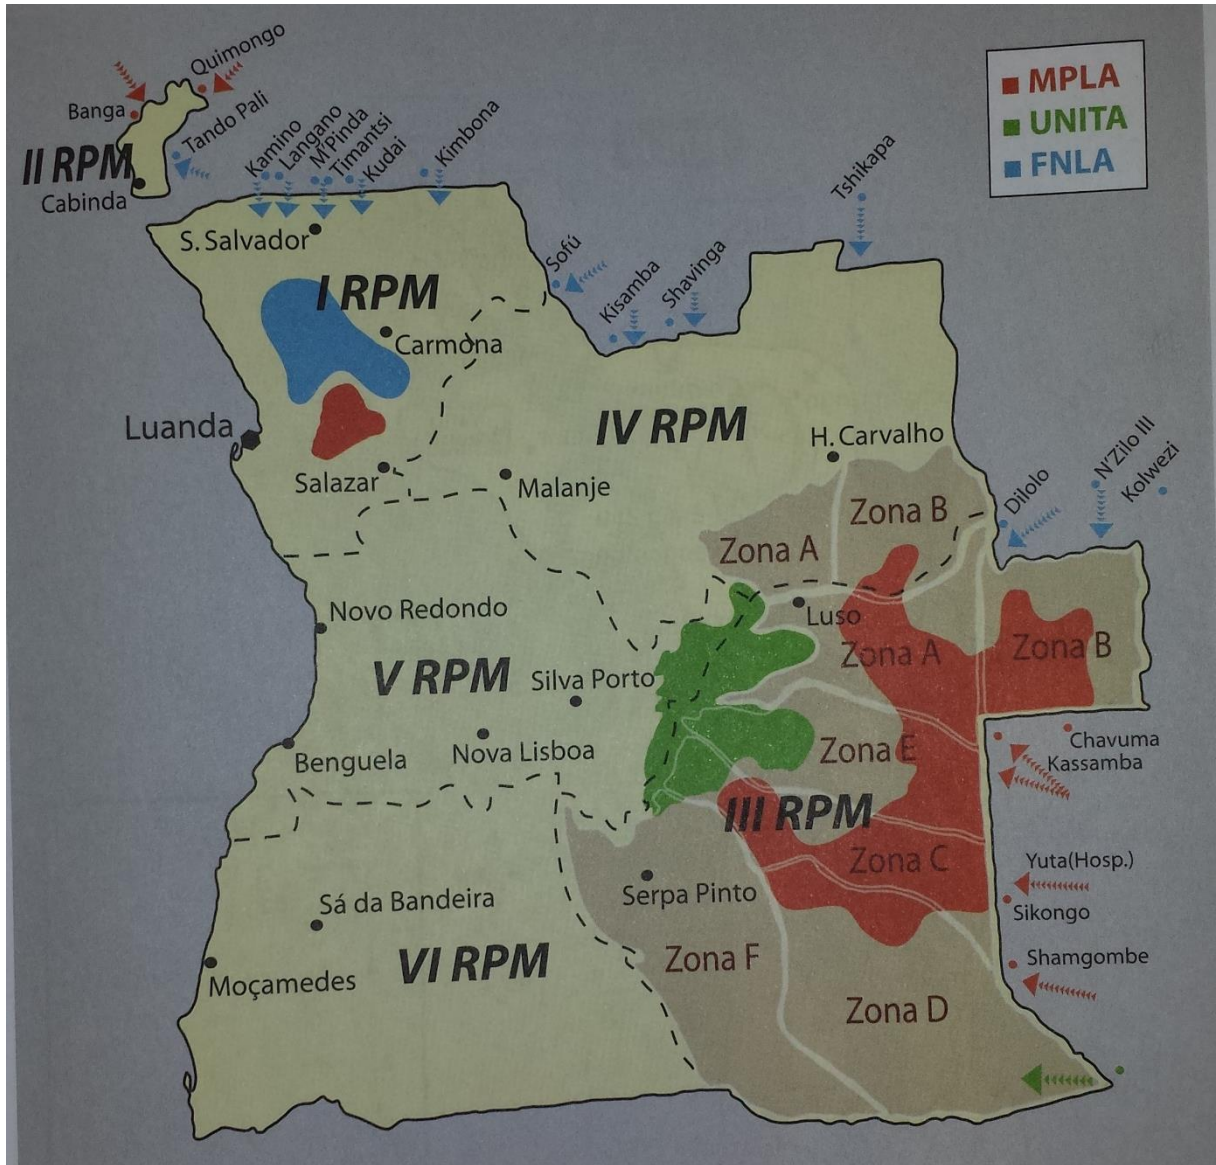 MPLA
UNITA
FNLA
Quimongo
Banga
Tando Pali
II RPM
Cabinda
Kamino
Langano
M'Pinda
Timantsi
Kudai
Kimbona
Tshikapa
S. Salvador
I RPM
Sofú
Kisamba
Shavinga
Carmona
Luanda
IV RPM
H. Carvalho
Salazar
Malanje
Dilolo
N'Zilo III
Kolwezi
Zona B
Zona A
Novo Redondo
Luso
Zona A
Zona B
V RPM
Silva Porto
Benguela
Nova Lisboa
Zona E
Chavuma
Kassamba
III RPM
Zona C
Yuta(Hosp.)
Serpa Pinto
Sikongo
Sá da Bandeira
VI RPM
Zona F
Shamgombe
Moçamedes
Zona D